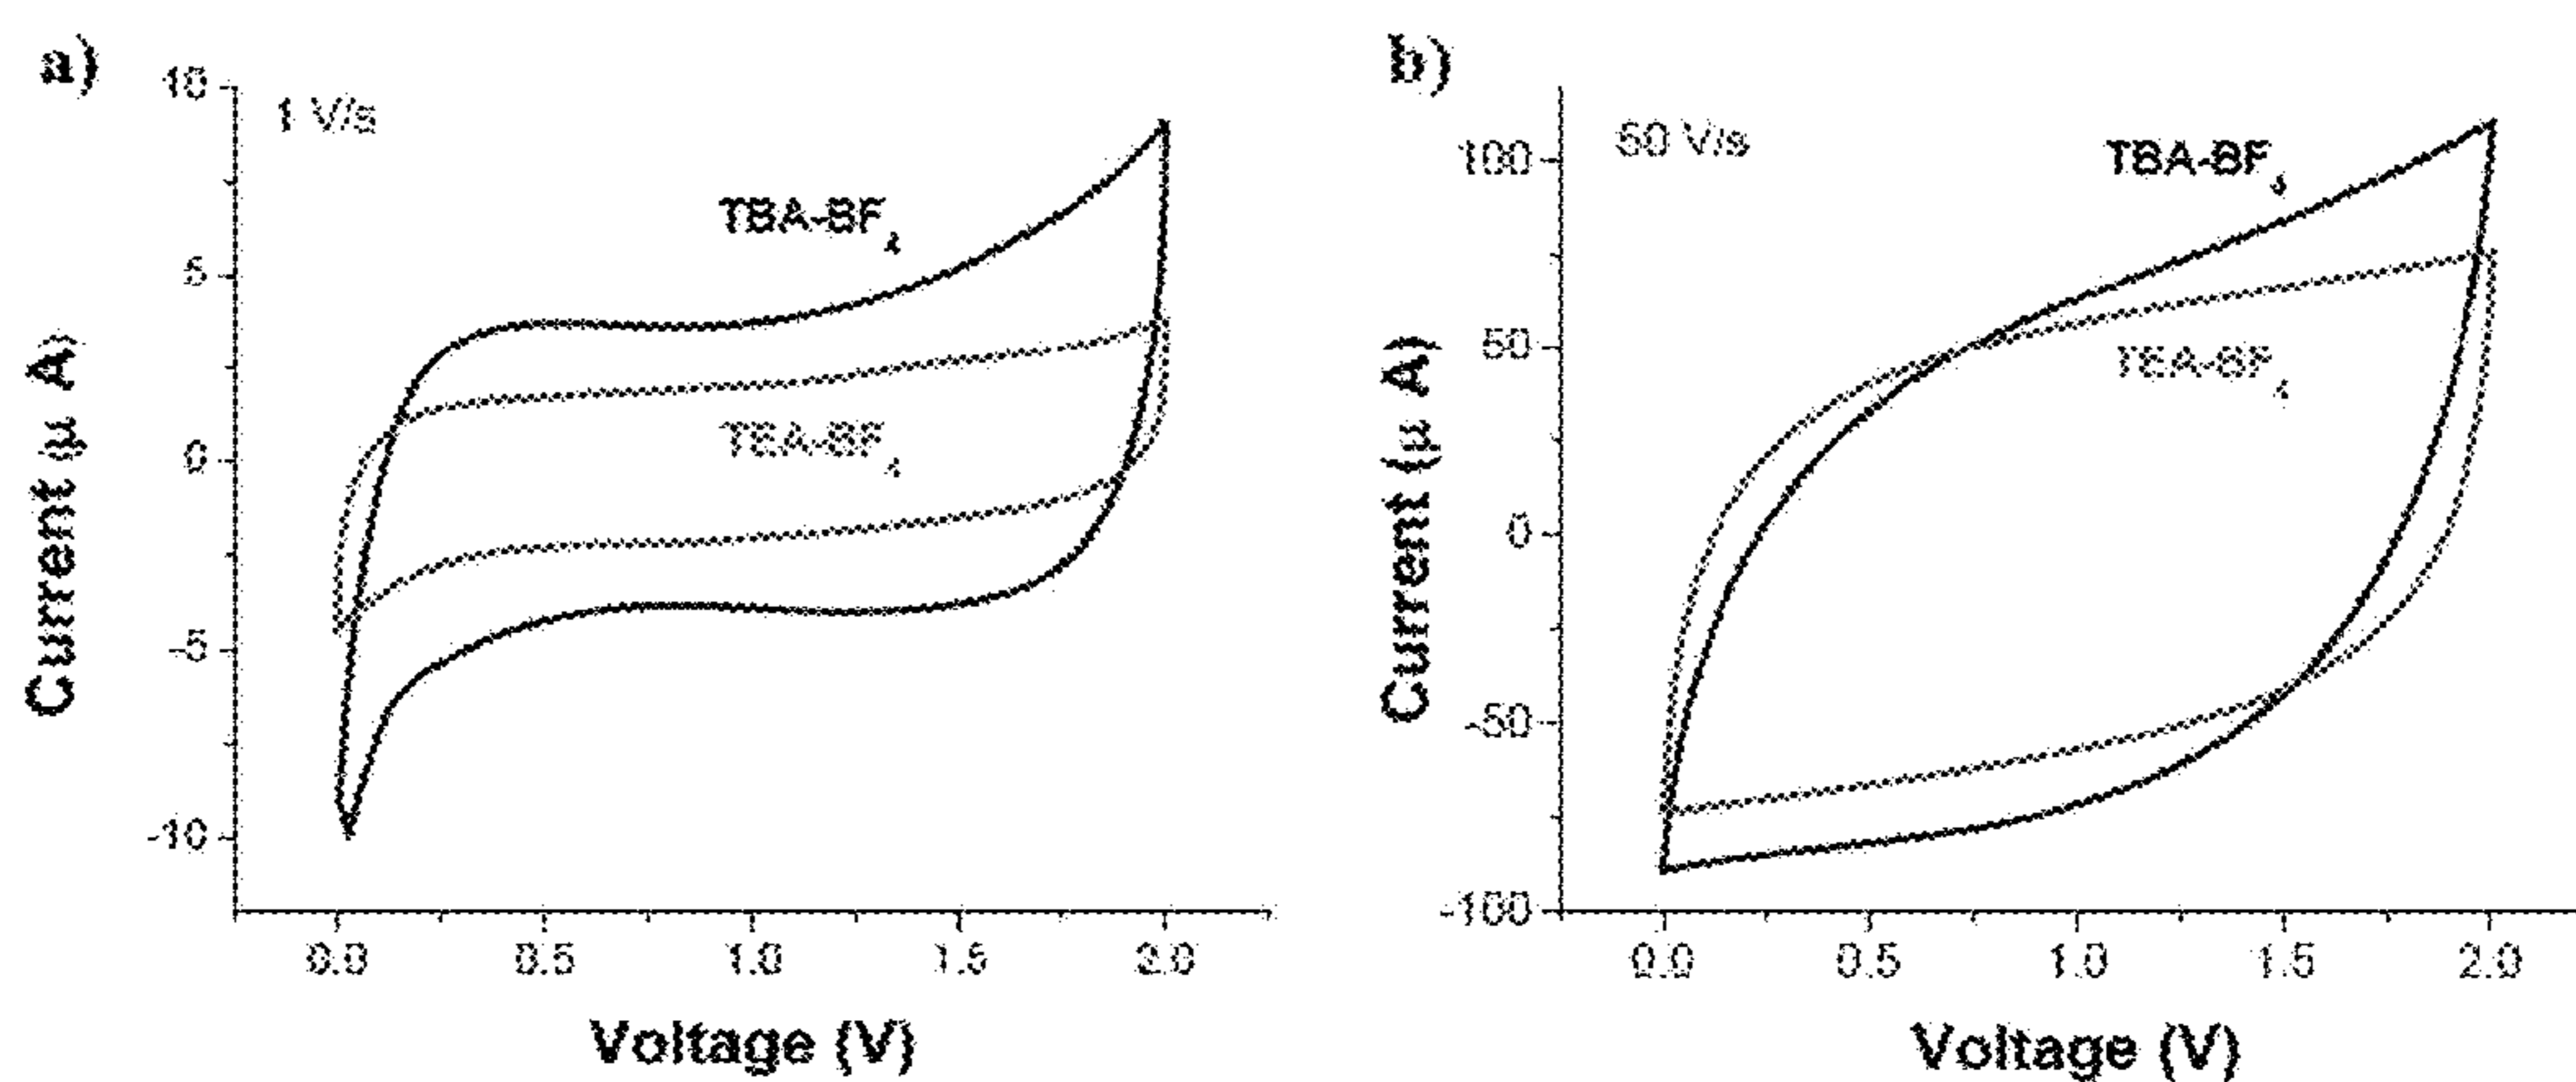 a)
1 V/s
TBA-BF4
TEA-BF4
10
5
0
-5
-10
Current (μ A)
0.0 0.5 1.0 1.5 2.0
Voltage (V)
b)
50 V/s
TBA-BF4
TEA-BF4
100
50
0
-50
-100
Current (μ A)
0.0 0.5 1.0 1.5 2.0
Voltage (V)